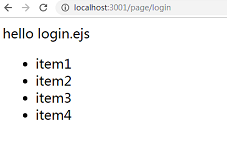 localhost:3001/page/login
hello login.ejs
item1
item2
item3
item4